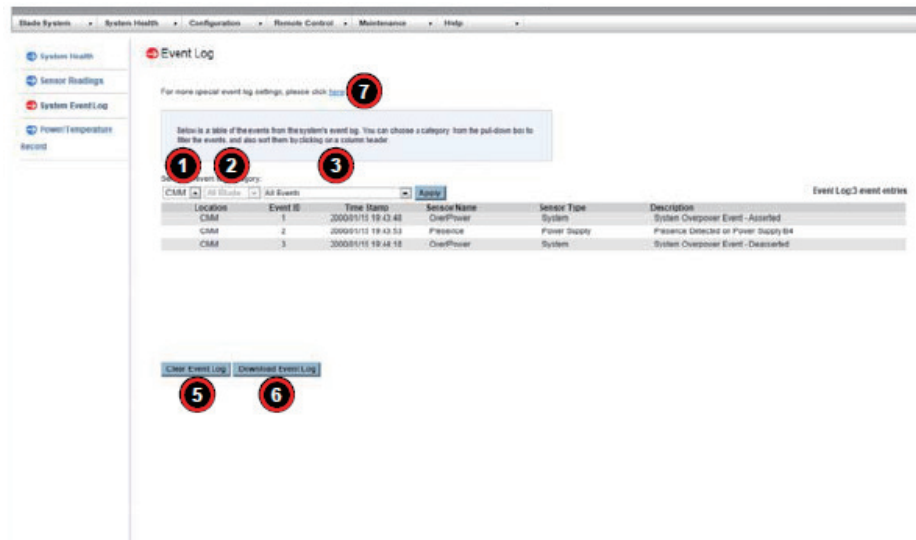 Blade System System Health Configuration Remote Control Maintenance Help
System Health
Sensor Readings
System Event Log
Power/Temperature
Record
Event Log
For more special event log settings, please click here
7
Below is a table of the events from the system's event log. You can choose a category from the pull-down box to
filter the events, and also sort them by clicking on a column header.
1 2 3
event category:
CMM All Blade All Events Apply Event Log:3 event entries
Location Event ID Time Stamp Sensor Name Sensor Type Description
CMM 1 2000/01/15 19:43:48 OverPower System System Overpower Event - Asserted
CMM 2 2000/01/15 19:43:53 Presence Power Supply Presence Detected on Power Supply B4
CMM 3 2000/01/15 19:44:18 OverPower System System Overpower Event - Deasserted
Clear Event Log Download Event Log
5 6